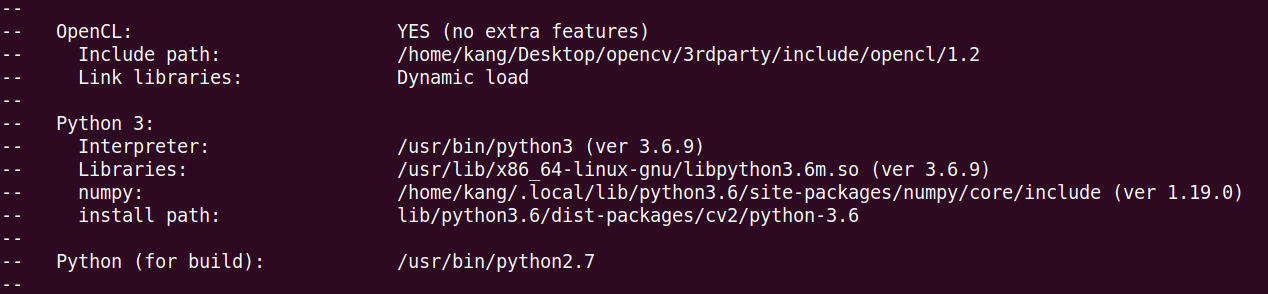 --
--   OpenCL:                        YES (no extra features)
--     Include path:                /home/kang/Desktop/opencv/3rdparty/include/opencl/1.2
--     Link libraries:              Dynamic load
--
--   Python 3:
--     Interpreter:                 /usr/bin/python3 (ver 3.6.9)
--     Libraries:                   /usr/lib/x86_64-linux-gnu/libpython3.6m.so (ver 3.6.9)
--     numpy:                       /home/kang/.local/lib/python3.6/site-packages/numpy/core/include (ver 1.19.0)
--     install path:                lib/python3.6/dist-packages/cv2/python-3.6
--
--   Python (for build):            /usr/bin/python2.7
--